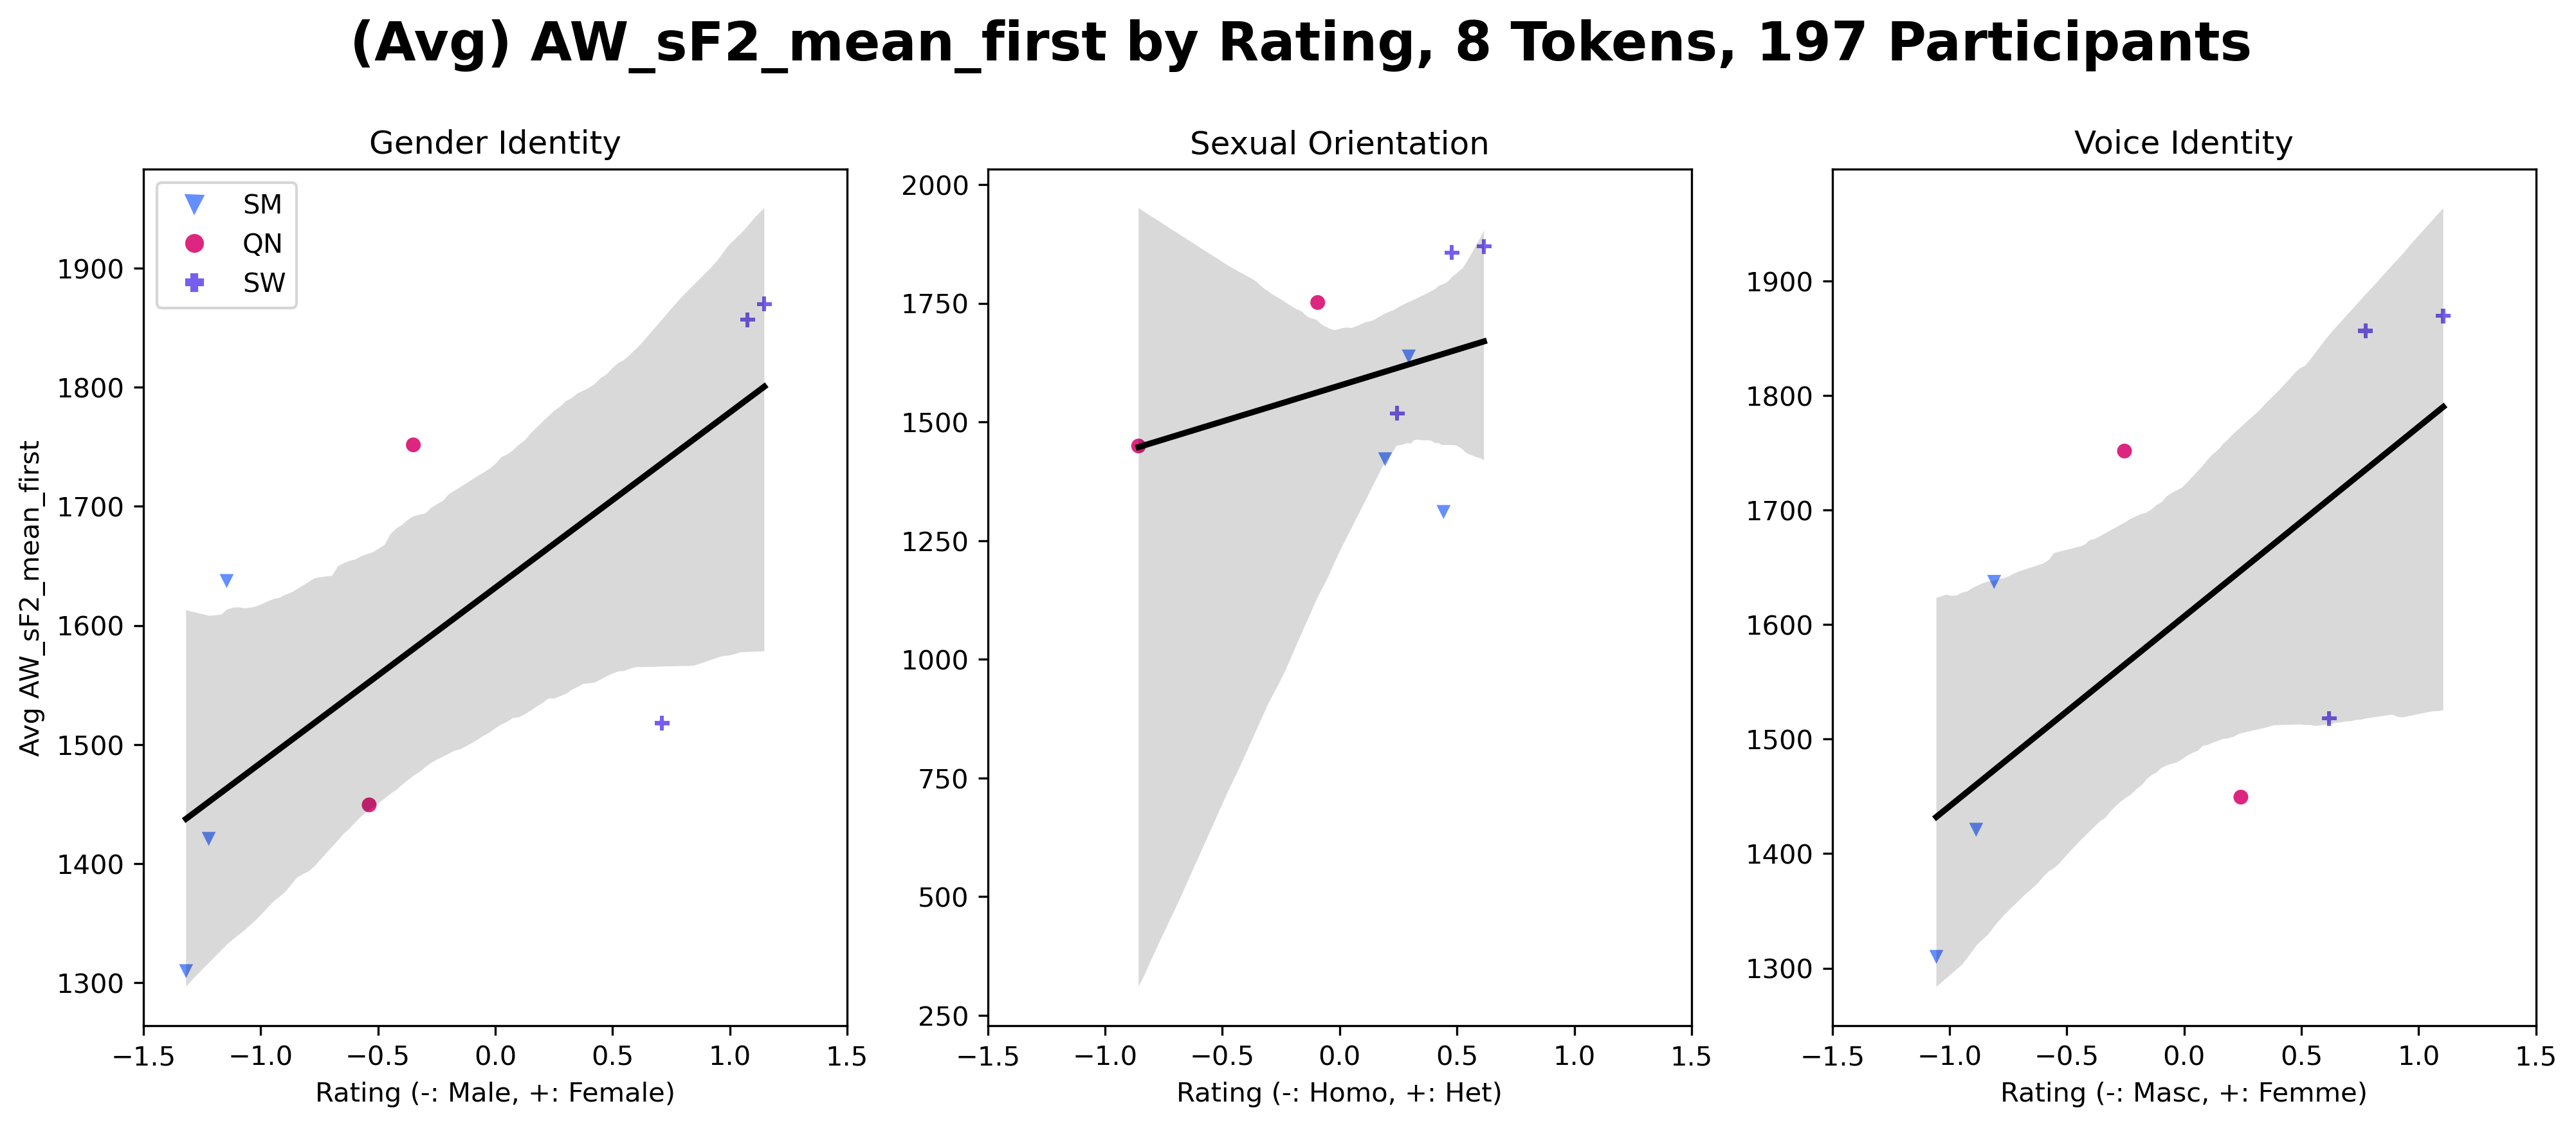 (Avg) AW_sF2_mean_first by Rating, 8 Tokens, 197 Participants
Gender Identity
SM
QN
SW
1900
1800
1700
1600
1500
1400
1300
Avg AW_sF2_mean_first
−1.5 −1.0 −0.5 0.0 0.5 1.0 1.5
Rating (-: Male, +: Female)
Sexual Orientation
2000
1750
1500
1250
1000
750
500
250
−1.5 −1.0 −0.5 0.0 0.5 1.0 1.5
Rating (-: Homo, +: Het)
Voice Identity
1900
1800
1700
1600
1500
1400
1300
−1.5 −1.0 −0.5 0.0 0.5 1.0 1.5
Rating (-: Masc, +: Femme)